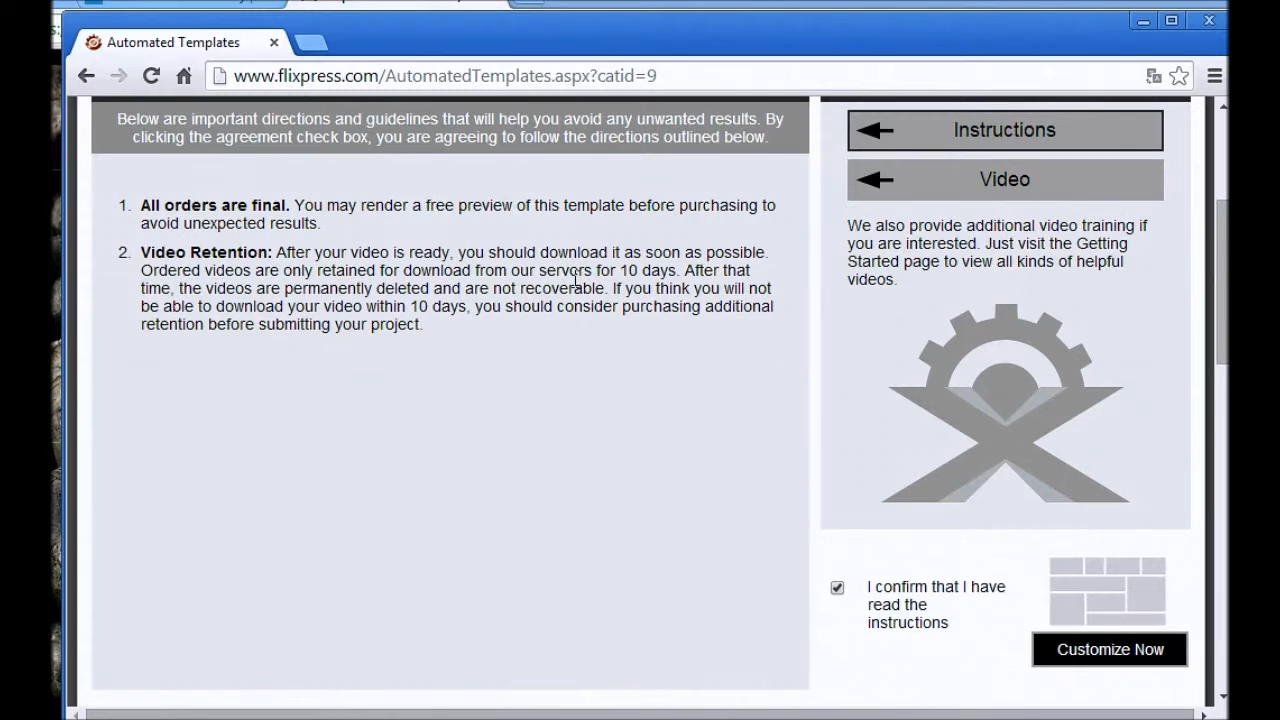 Automated Templates
www.flixpress.com/AutomatedTemplates.aspx?catid=9
Below are important directions and guidelines that will help you avoid any unwanted results. By
clicking the agreement check box, you are agreeing to follow the directions outlined below.
1. All orders are final. You may render a free preview of this template before purchasing to
avoid unexpected results.
2. Video Retention: After your video is ready, you should download it as soon as possible.
Ordered videos are only retained for download from our servers for 10 days. After that
time, the videos are permanently deleted and are not recoverable. If you think you will not
be able to download your video within 10 days, you should consider purchasing additional
retention before submitting your project.
Instructions
Video
We also provide additional video training if
you are interested. Just visit the Getting
Started page to view all kinds of helpful
videos.
I confirm that I have
read the
instructions
Customize Now